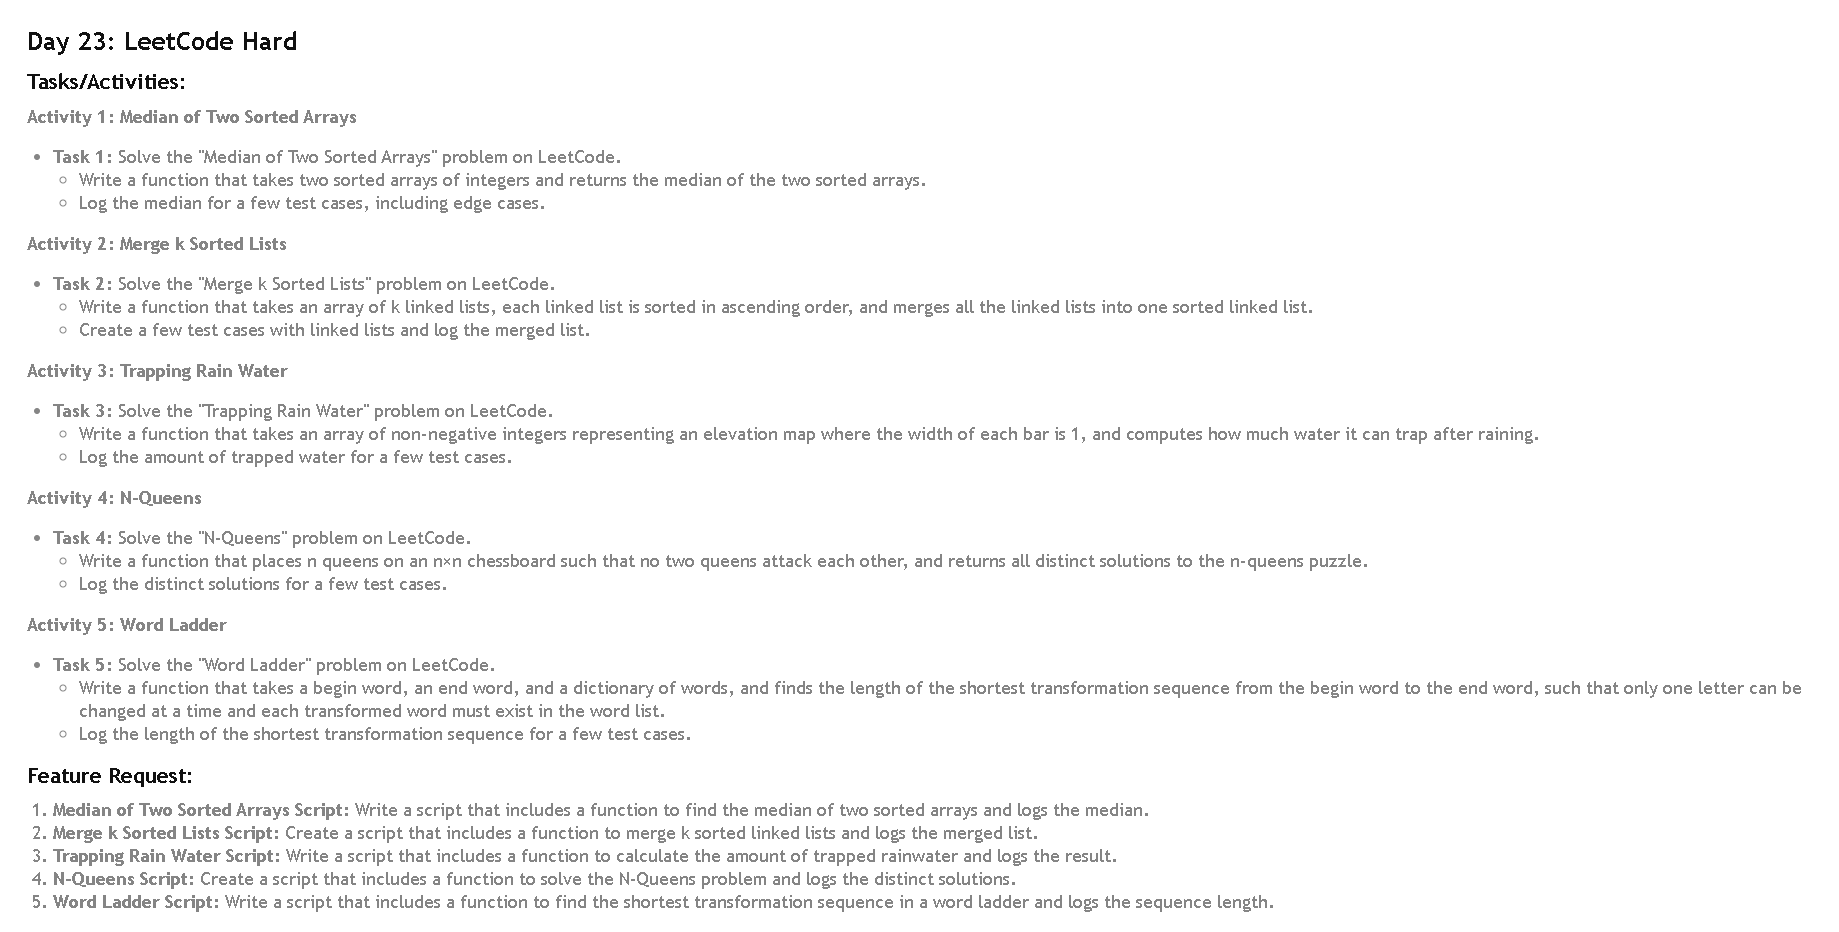 Day 23: LeetCode Hard
Tasks/Activities:
Activity 1: Median of Two Sorted Arrays
• Task 1: Solve the "Median of Two Sorted Arrays" problem on LeetCode.
◦ Write a function that takes two sorted arrays of integers and returns the median of the two sorted arrays.
◦ Log the median for a few test cases, including edge cases.
Activity 2: Merge k Sorted Lists
• Task 2: Solve the "Merge k Sorted Lists" problem on LeetCode.
◦ Write a function that takes an array of k linked lists, each linked list is sorted in ascending order, and merges all the linked lists into one sorted linked list.
◦ Create a few test cases with linked lists and log the merged list.
Activity 3: Trapping Rain Water
• Task 3: Solve the "Trapping Rain Water" problem on LeetCode.
◦ Write a function that takes an array of non-negative integers representing an elevation map where the width of each bar is 1, and computes how much water it can trap after raining.
◦ Log the amount of trapped water for a few test cases.
Activity 4: N-Queens
• Task 4: Solve the "N-Queens" problem on LeetCode.
◦ Write a function that places n queens on an n×n chessboard such that no two queens attack each other, and returns all distinct solutions to the n-queens puzzle.
◦ Log the distinct solutions for a few test cases.
Activity 5: Word Ladder
• Task 5: Solve the "Word Ladder" problem on LeetCode.
◦ Write a function that takes a begin word, an end word, and a dictionary of words, and finds the length of the shortest transformation sequence from the begin word to the end word, such that only one letter can be
changed at a time and each transformed word must exist in the word list.
◦ Log the length of the shortest transformation sequence for a few test cases.
Feature Request:
1. Median of Two Sorted Arrays Script: Write a script that includes a function to find the median of two sorted arrays and logs the median.
2. Merge k Sorted Lists Script: Create a script that includes a function to merge k sorted linked lists and logs the merged list.
3. Trapping Rain Water Script: Write a script that includes a function to calculate the amount of trapped rainwater and logs the result.
4. N-Queens Script: Create a script that includes a function to solve the N-Queens problem and logs the distinct solutions.
5. Word Ladder Script: Write a script that includes a function to find the shortest transformation sequence in a word ladder and logs the sequence length.